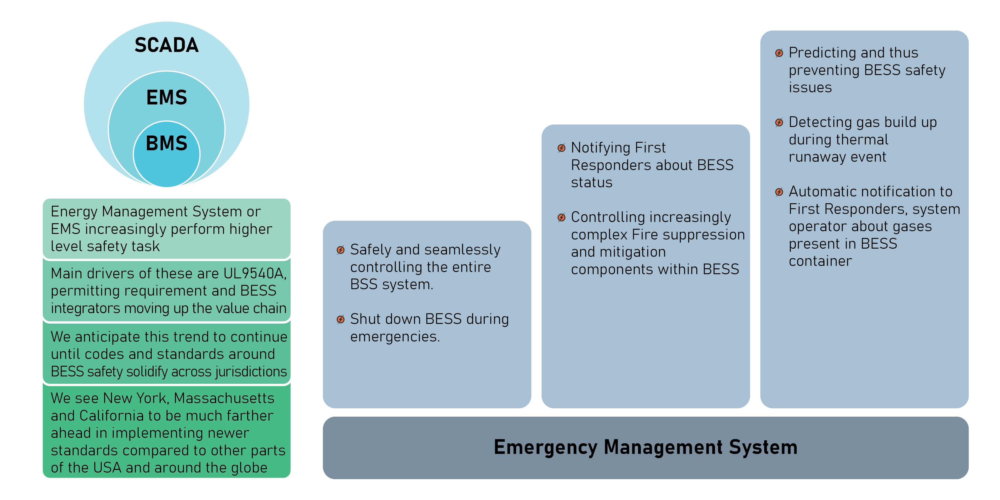 SCADA
EMS
BMS
Energy Management System or
EMS increasingly perform higher
level safety task
Main drivers of these are UL9540A,
permitting requirement and BESS
integrators moving up the value chain
We anticipate this trend to continue
until codes and standards around
BESS safety solidify across jurisdictions
We see New York, Massachusetts
and California to be much farther
ahead in implementing newer
standards compared to other parts
of the USA and around the globe
Safely and seamlessly
controlling the entire
BSS system.
Shut down BESS during
emergencies.
Notifying First
Responders about BESS
status
Controlling increasingly
complex Fire suppression
and mitigation
components within BESS
Predicting and thus
preventing BESS safety
issues
Detecting gas build up
during thermal
runaway event
Automatic notification to
First Responders, system
operator about gases
present in BESS
container
Emergency Management System